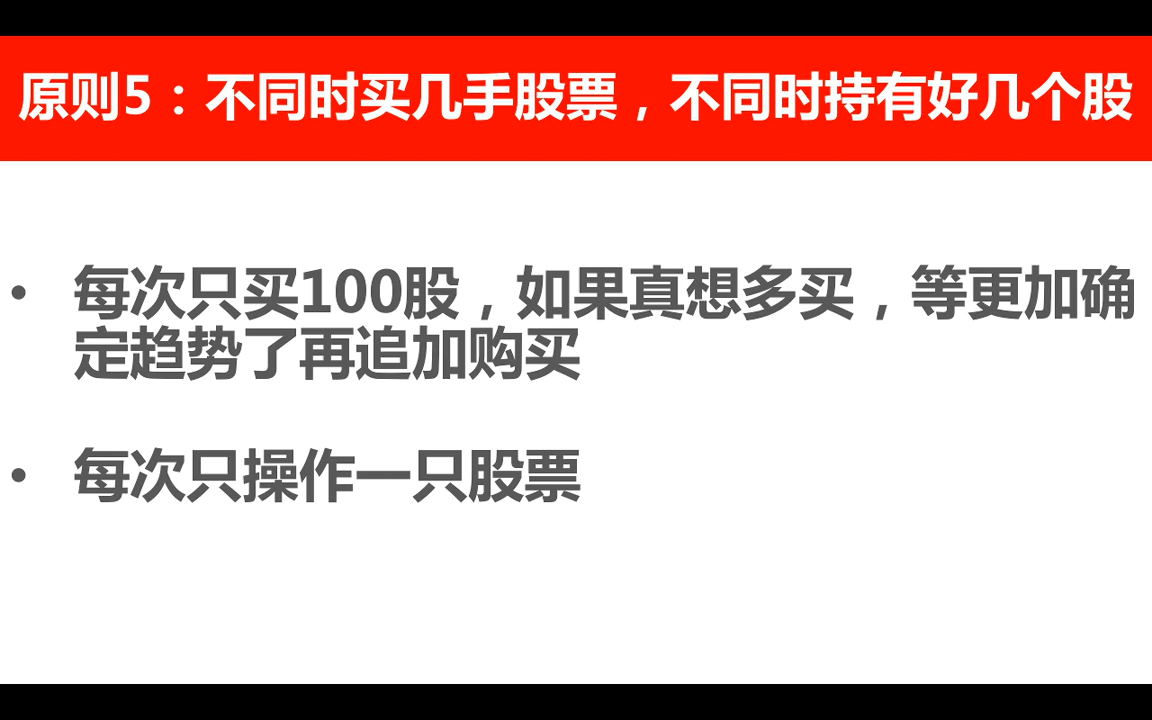 原则5：不同时买几手股票，不同时持有好几个股
• 每次只买100股，如果真想多买，等更加确
定趋势了再追加购买
• 每次只操作一只股票